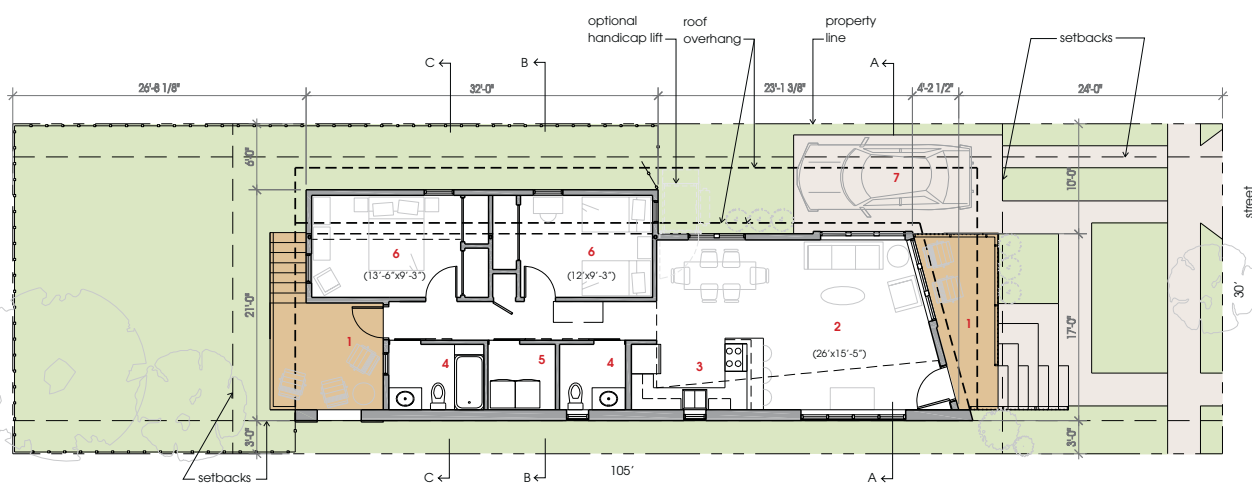 optional
handicap lift
roof
overhang
property
line
setbacks
C
B
A
26'-8 1/8"
32'-0"
23'-1 3/8"
4'-2 1/2"
24'-0"
6'-0"
10'-0"
7
street
6
(13'-6"x9'-3")
6
(12'x9'-3")
21'-0"
17'-0"
30'
1
2
(26'x15'-5")
1
4
5
4
3
3'-0"
3'-0"
setbacks
C
B
105'
A